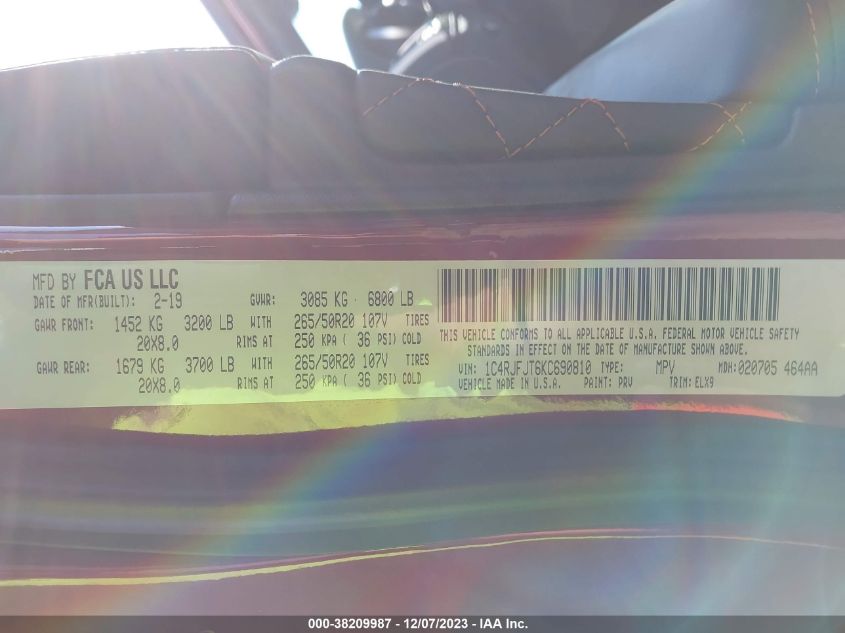 MFD BY FCA US LLC
DATE OF MFR(BUILT): 2-19 GVWR: 3085 KG 6800 LB
GAWR FRONT: 1452 KG 3200 LB WITH 265/50R20 107V TIRES
20X8.0 RIMS AT 250 KPA ( 36 PSI) COLD
GAWR REAR: 1679 KG 3700 LB WITH 265/50R20 107V TIRES
20X8.0 RIMS AT 250 KPA ( 36 PSI) COLD
THIS VEHICLE CONFORMS TO ALL APPLICABLE U.S.A. FEDERAL MOTOR VEHICLE SAFETY
STANDARDS IN EFFECT ON THE DATE OF MANUFACTURE SHOWN ABOVE.
VIN: 1C4RJFJT6KC690810 TYPE: MPV MDH: 020705 464AA
VEHICLE MADE IN U.S.A. PAINT: PRV TRIM: ELX9
000-38209987 - 12/07/2023 - IAA Inc.